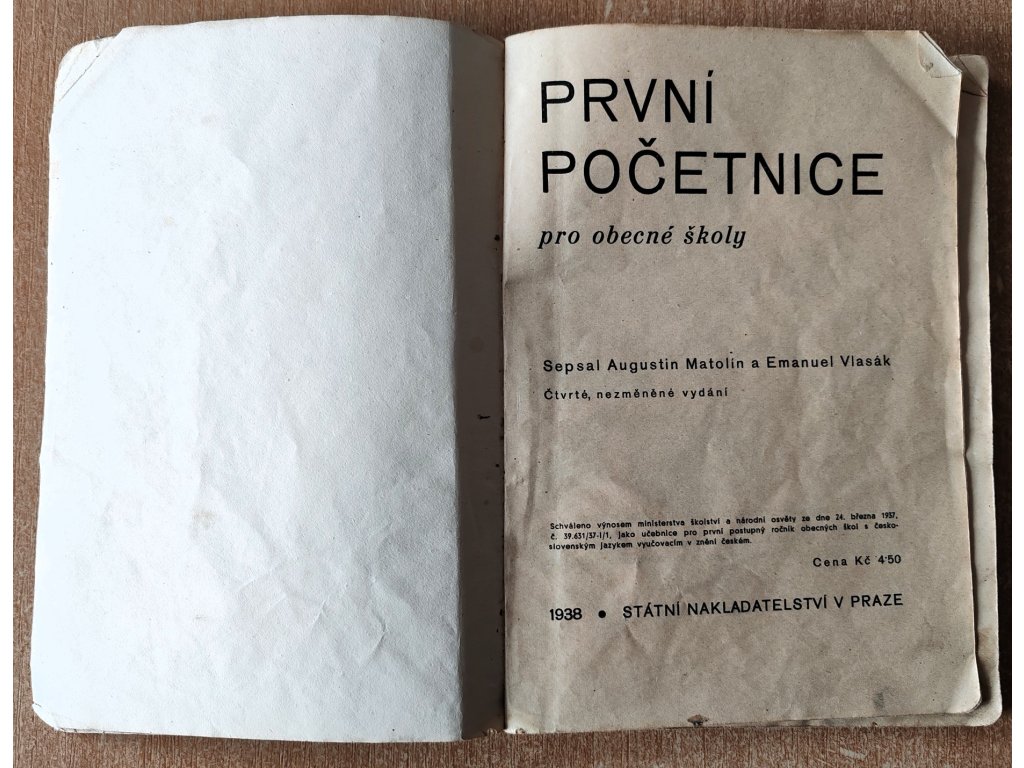 PRVNÍ
POČETNICE
pro obecné školy
Sepsal Augustin Matolín a Emanuel Vlasák
Čtvrté, nezměněné vydání
Schváleno výnosem ministerstva školství a národní osvěty ze dne 24. března 1937,
č. 39.631/37-I/1, jako učebnice pro první postupný ročník obecných škol s česko-
slovenským jazykem vyučovacím v znění českém.
Cena Kč 4·50
1938 • STÁTNÍ NAKLADATELSTVÍ V PRAZE